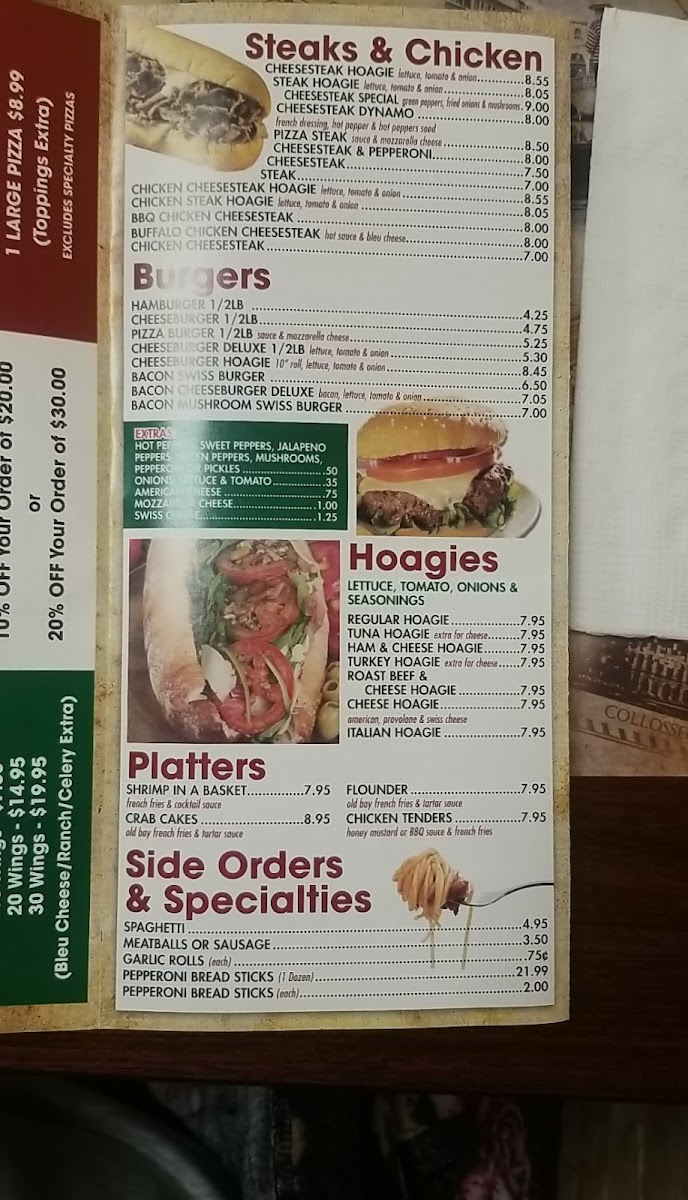 1 LARGE PIZZA $8.99
(Toppings Extra)
EXCLUDES SPECIALTY PIZZAS
10% OFF Your Order of $20.00
or
20% OFF Your Order of $30.00
20 Wings - $14.95
30 Wings - $19.95
(Bleu Cheese/Ranch/Celery Extra)
Steaks & Chicken
CHEESESTEAK HOAGIE lettuce, tomato & onion 8.55
STEAK HOAGIE lettuce, tomato & onion 8.05
CHEESESTEAK SPECIAL green peppers, fried onions & mushrooms. 9.00
CHEESESTEAK DYNAMO 8.00
french dressing, hot pepper & hot peppers seed
PIZZA STEAK sauce & mozzarella cheese 8.50
CHEESESTEAK & PEPPERONI 8.00
CHEESESTEAK 7.50
STEAK 7.00
CHICKEN CHEESESTEAK HOAGIE lettuce, tomato & onion 8.55
CHICKEN STEAK HOAGIE lettuce, tomato & onion 8.05
BBQ CHICKEN CHEESESTEAK 8.00
BUFFALO CHICKEN CHEESESTEAK hot sauce & bleu cheese 8.00
CHICKEN CHEESESTEAK 7.00
Burgers
HAMBURGER 1/2LB 4.25
CHEESEBURGER 1/2LB 4.75
PIZZA BURGER 1/2LB sauce & mozzarella cheese 5.25
CHEESEBURGER DELUXE 1/2LB lettuce, tomato & onion 5.30
CHEESEBURGER HOAGIE 10" roll, lettuce, tomato & onion 8.45
BACON SWISS BURGER 6.50
BACON CHEESEBURGER DELUXE bacon, lettuce, tomato & onion 7.05
BACON MUSHROOM SWISS BURGER 7.00
EXTRAS
HOT PEPPERS, SWEET PEPPERS, JALAPENO
PEPPERS, GREEN PEPPERS, MUSHROOMS,
PEPPERONI OR PICKLES .50
ONIONS, LETTUCE & TOMATO .35
AMERICAN CHEESE .75
MOZZARELLA CHEESE 1.00
SWISS CHEESE 1.25
Hoagies
LETTUCE, TOMATO, ONIONS &
SEASONINGS
REGULAR HOAGIE 7.95
TUNA HOAGIE extra for cheese 7.95
HAM & CHEESE HOAGIE 7.95
TURKEY HOAGIE extra for cheese 7.95
ROAST BEEF &
CHEESE HOAGIE 7.95
CHEESE HOAGIE 7.95
american, provolone & swiss cheese
ITALIAN HOAGIE 7.95
Platters
SHRIMP IN A BASKET 7.95
french fries & cocktail sauce
CRAB CAKES 8.95
old bay french fries & tartar sauce
FLOUNDER 7.95
old bay french fries & tartar sauce
CHICKEN TENDERS 7.95
honey mustard or BBQ sauce & french fries
Side Orders
& Specialties
SPAGHETTI 4.95
MEATBALLS OR SAUSAGE 3.50
GARLIC ROLLS (each) .75¢
PEPPERONI BREAD STICKS (1 Dozen) 21.99
PEPPERONI BREAD STICKS (each) 2.00
COLLOSSE